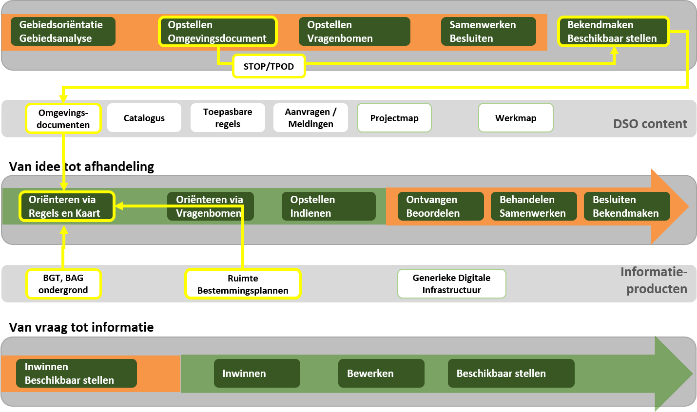 Gebiedsoriëntatie
Gebiedsanalyse
Opstellen
Omgevingsdocument
Opstellen
Vragenbomen
Samenwerken
Besluiten
Bekendmaken
Beschikbaar stellen
STOP/TPOD
Omgevings-
documenten
Catalogus
Toepasbare
regels
Aanvragen /
Meldingen
Projectmap
Werkmap
DSO content
Van idee tot afhandeling
Oriënteren via
Regels en Kaart
Oriënteren via
Vragenbomen
Opstellen
Indienen
Ontvangen
Beoordelen
Behandelen
Samenwerken
Besluiten
Bekendmaken
BGT, BAG
ondergrond
Ruimte
Bestemmingsplannen
Generieke Digitale
Infrastructuur
Informatie-
producten
Van vraag tot informatie
Inwinnen
Beschikbaar stellen
Inwinnen
Bewerken
Beschikbaar stellen